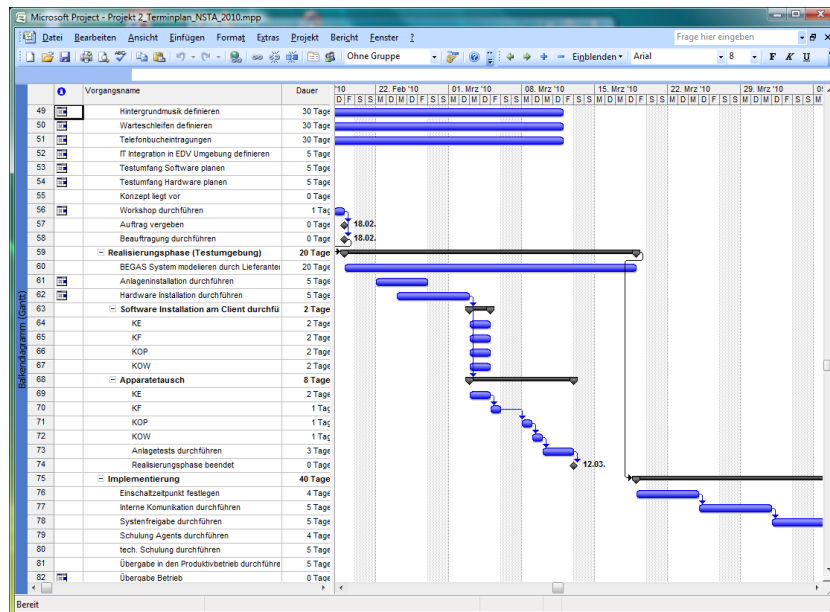 Microsoft Project - Projekt 2_Terminplan_NSTA_2010.mpp
Datei Bearbeiten Ansicht Einfügen Format Extras Projekt Bericht Fenster ? Frage hier eingeben
Ohne Gruppe Einblenden Arial 8 F K U
Vorgangsname Dauer '10 22. Feb '10 01. Mrz '10 08. Mrz '10 15. Mrz '10 22. Mrz '10 29. Mrz '10
D F S S M D M D F S S M D M D F S S M D M D F S S M D M D F S S M D M D F S S M D M D F S S M D
49 Hintergrundmusik definieren 30 Tage
50 Warteschleifen definieren 30 Tage
51 Telefonbucheintragungen 30 Tage
52 IT Integration in EDV Umgebung definieren 5 Tage
53 Testumfang Software planen 5 Tage
54 Testumfang Hardware planen 5 Tage
55 Konzept liegt vor 0 Tage
56 Workshop durchführen 1 Tag
57 Auftrag vergeben 0 Tage 18.02.
58 Beauftragung durchführen 0 Tage 18.02.
59 Realisierungsphase (Testumgebung) 20 Tage
60 BEGAS System modelieren durch Lieferanten 20 Tage
61 Anlageninstallation durchführen 5 Tage
62 Hardware Installation durchführen 5 Tage
63 Software Installation am Client durchfü 2 Tage
64 KE 2 Tage
65 KF 2 Tage
66 KOP 2 Tage
67 KOW 2 Tage
68 Apparatetausch 8 Tage
69 KE 2 Tage
70 KF 1 Tag
71 KOP 1 Tag
72 KOW 1 Tag
73 Anlagetests durchführen 3 Tage
74 Realisierungsphase beendet 0 Tage 12.03.
75 Implementierung 40 Tage
76 Einschaltzeitpunkt festlegen 4 Tage
77 Interne Komunikation durchführen 5 Tage
78 Systenfreigabe durchführen 5 Tage
79 Schulung Agents durchführen 4 Tage
80 tech. Schulung durchführen 5 Tage
81 Übergabe in den Produktivbetrieb durchführe 5 Tage
82 Übergabe Betrieb 0 Tage
Balkendiagramm (Gantt)
Bereit